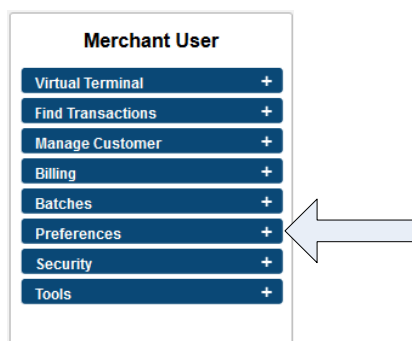 Merchant User
Virtual Terminal +
Find Transactions +
Manage Customer +
Billing +
Batches +
Preferences +
Security +
Tools +